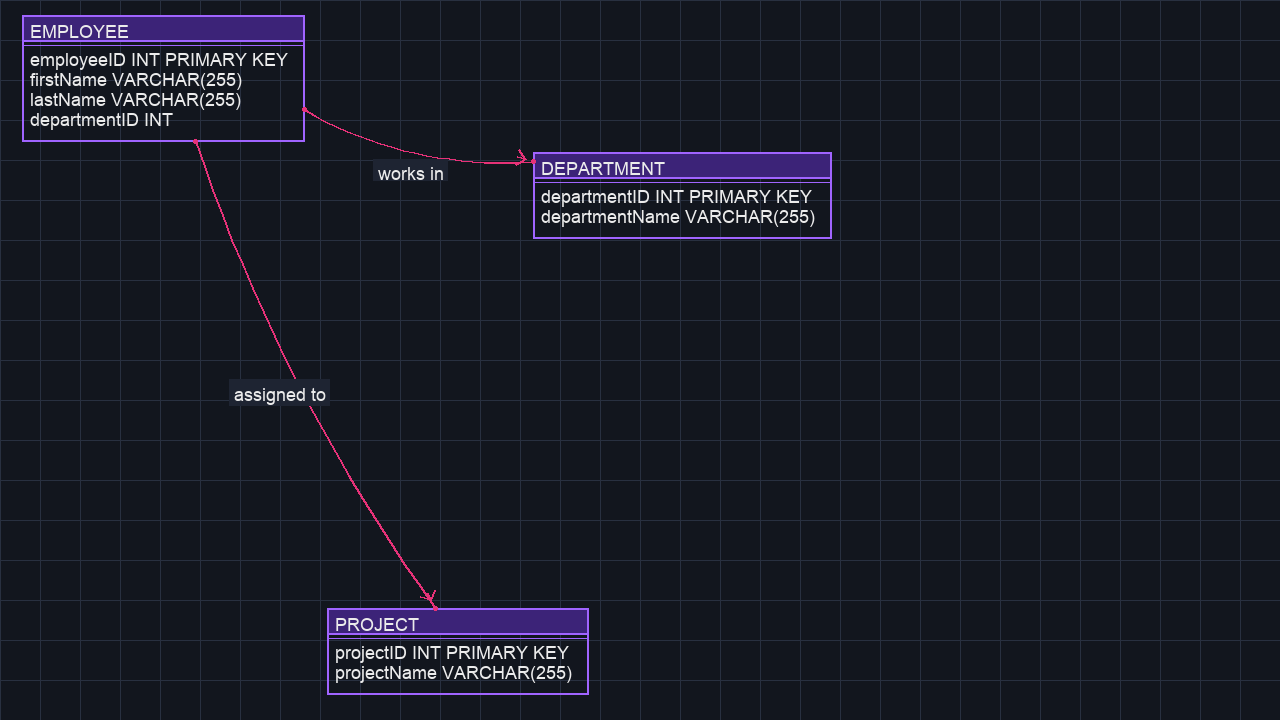 EMPLOYEE
employeeID INT PRIMARY KEY
firstName VARCHAR(255)
lastName VARCHAR(255)
departmentID INT
works in
DEPARTMENT
departmentID INT PRIMARY KEY
departmentName VARCHAR(255)
assigned to
PROJECT
projectID INT PRIMARY KEY
projectName VARCHAR(255)